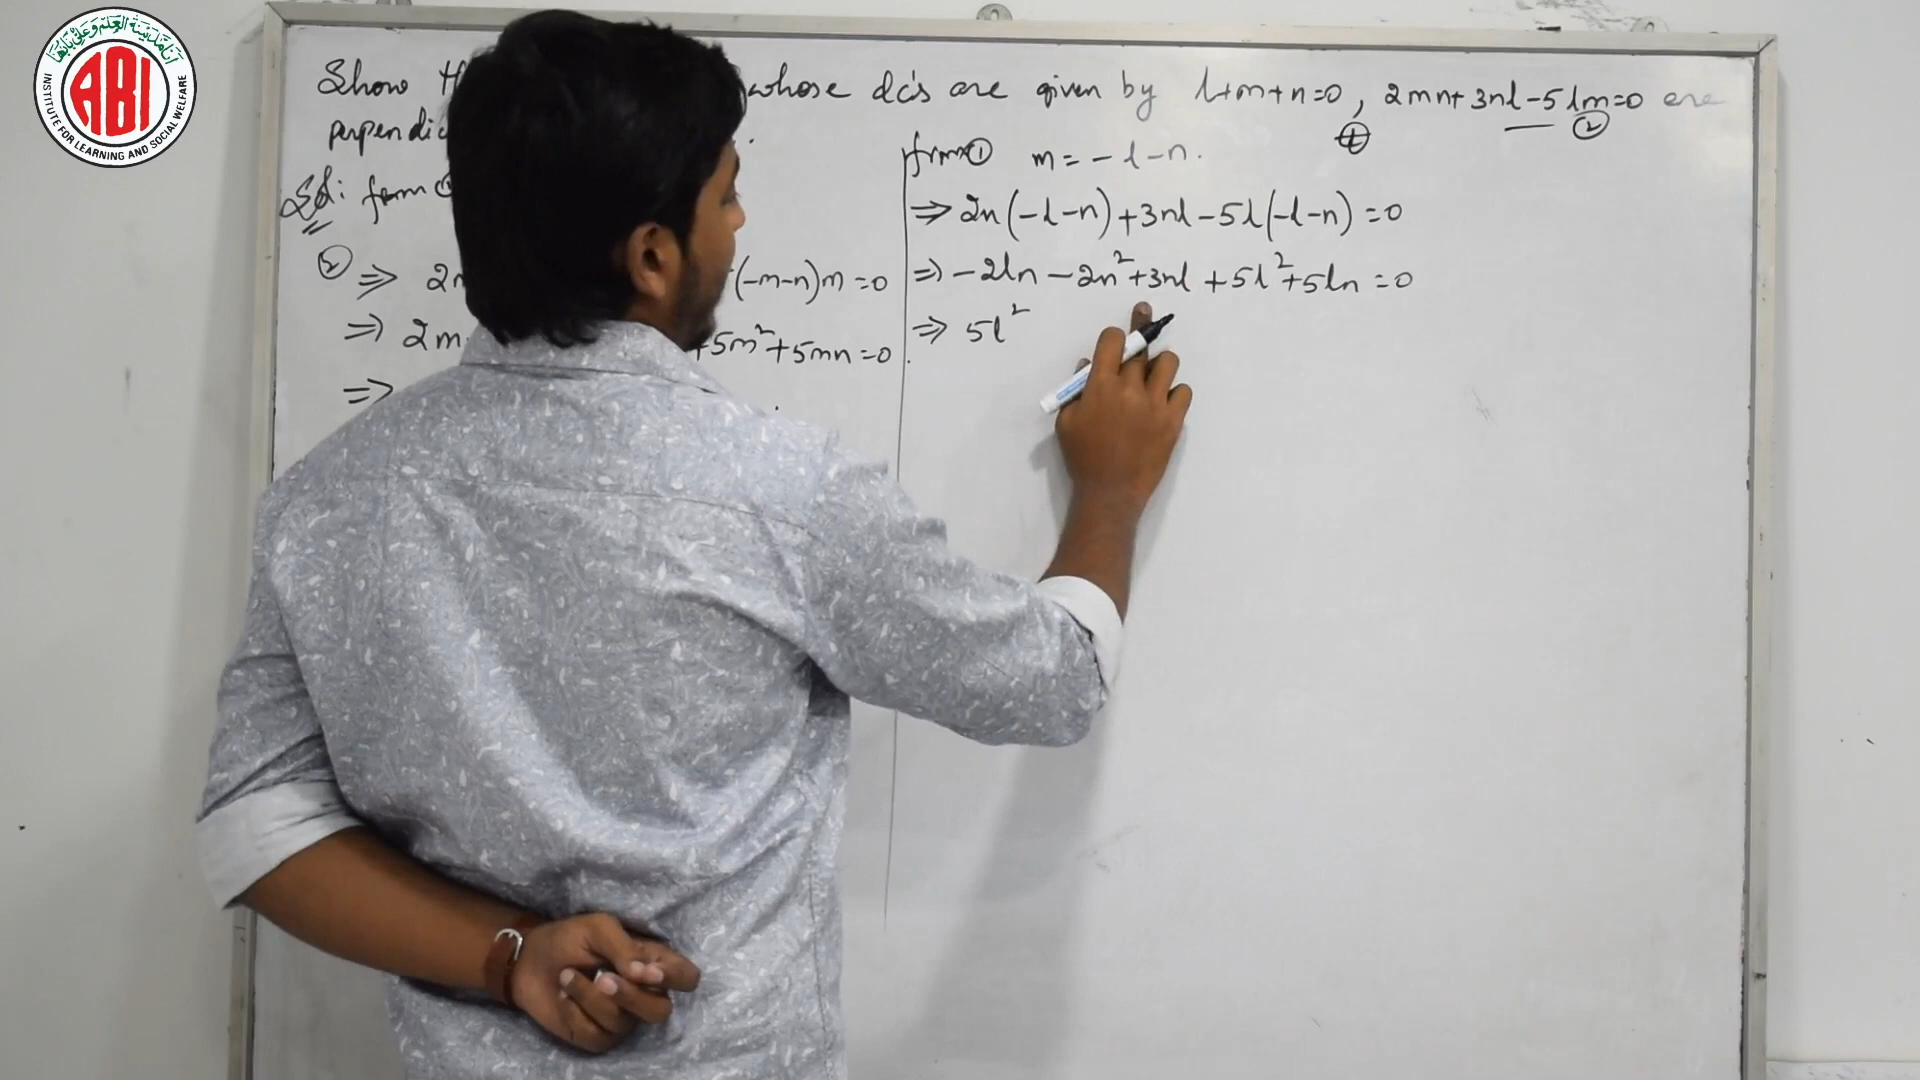 ABI
INSTITUTE FOR LEARNING AND SOCIAL WELFARE
Show whose dc's are given by l+m+n=0, 2mn+3nl-5lm=0 are
① ②
perpendic .
Sol: from ①
② ⇒ 2m (-m-n)m=0
⇒ 2m +5m²+5mn=0.
⇒
from① m = -l-n.
⇒ 2n(-l-n)+3nl-5l(-l-n)=0
⇒ -2ln-2n²+3nl+5l²+5ln=0
⇒ 5l²